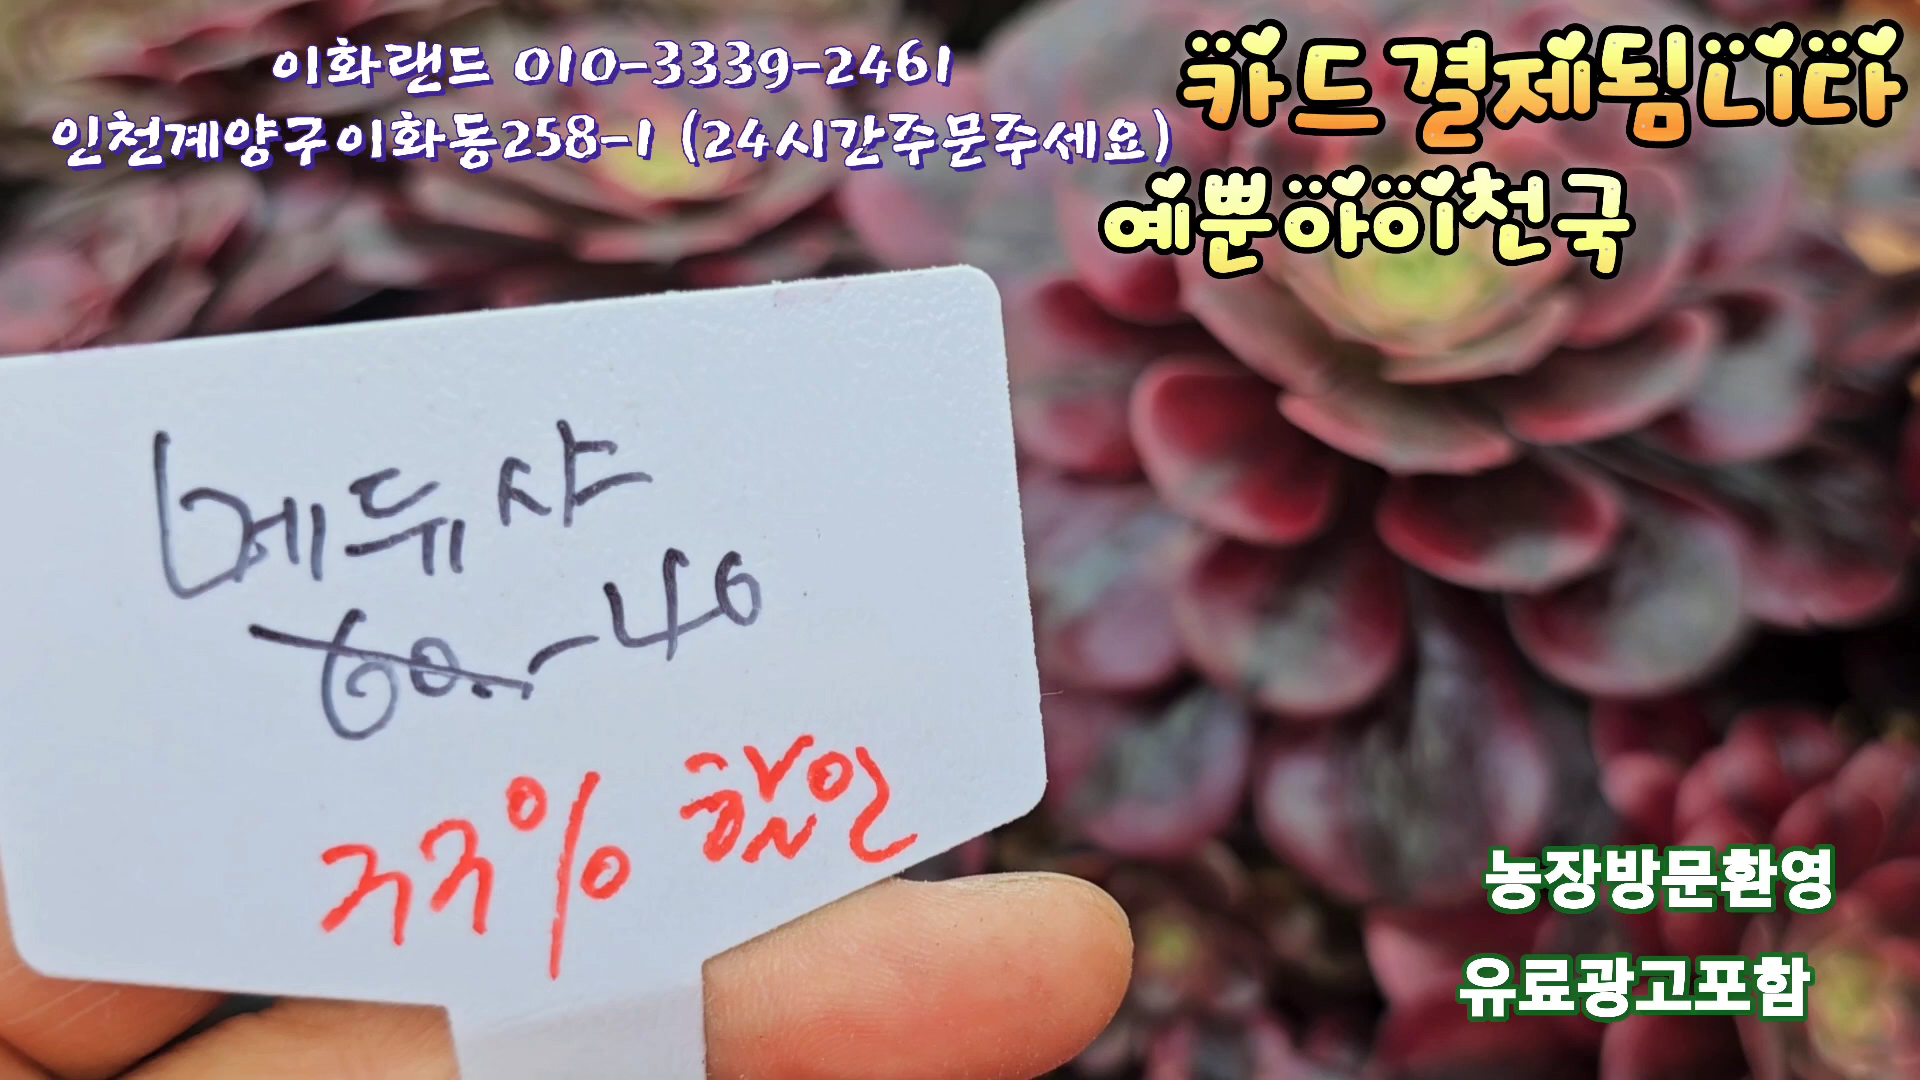 이화랜드 010-3339-2461
인천계양구이화동258-1 (24시간주문주세요)
카드결제됩니다
예쁜아이천국
메듀샤
60.-40
33% 할인
농장방문환영
유료광고포함